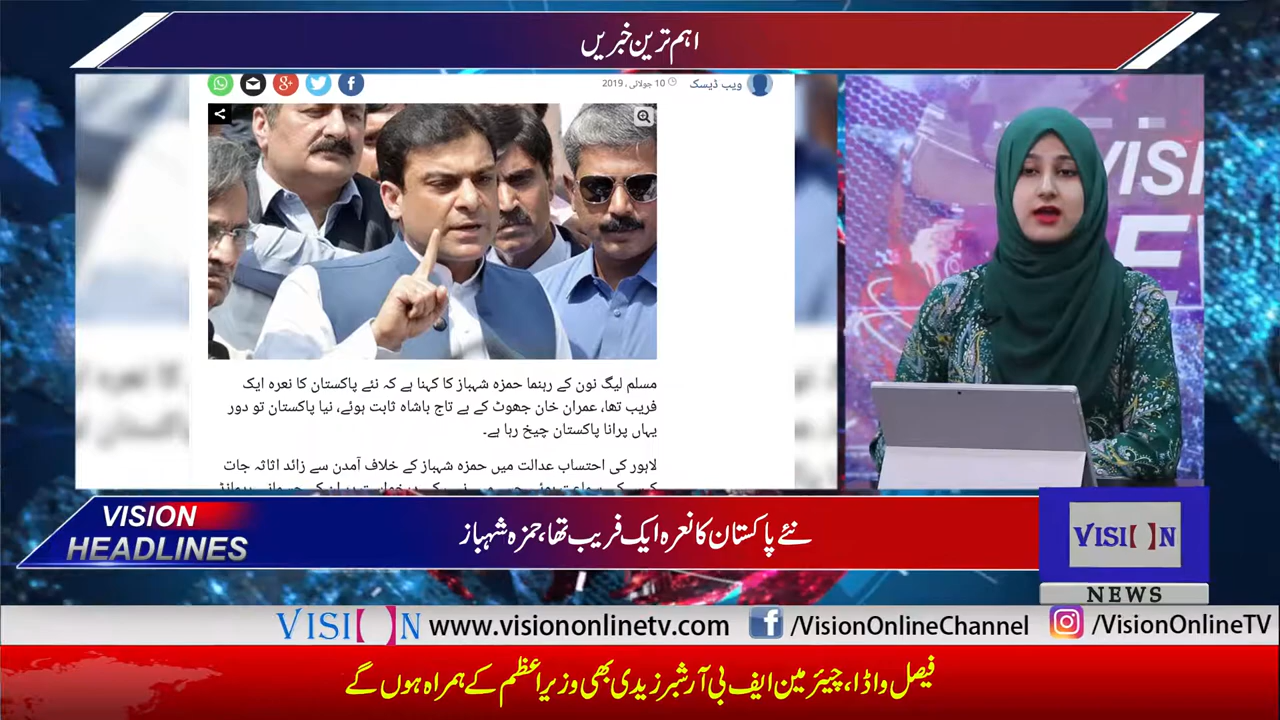 اہم ترین خبریں
ویب ڈیسک
10 جولائی، 2019
VISI
مسلم لیگ نون کے رہنما حمزہ شہباز کا کہنا ہے کہ نئے پاکستان کا نعرہ ایک
فریب تھا، عمران خان جھوٹ کے بے تاج باشاہ ثابت ہوئے، نیا پاکستان تو دور
یہاں پرانا پاکستان چیخ رہا ہے۔
لاہور کی احتساب عدالت میں حمزہ شہباز کے خلاف آمدن سے زائد اثاثہ جات
VISION
HEADLINES
نئے پاکستان کا نعرہ ایک فریب تھا، حمزہ شہباز
VISI( )N
NEWS
VISI( )N www.visiononlinetv.com /VisionOnlineChannel /VisionOnlineTV
فیصل واڈا، چیئرمین ایف بی آر شبر زیدی بھی وزیراعظم کے ہمراہ ہوں گے